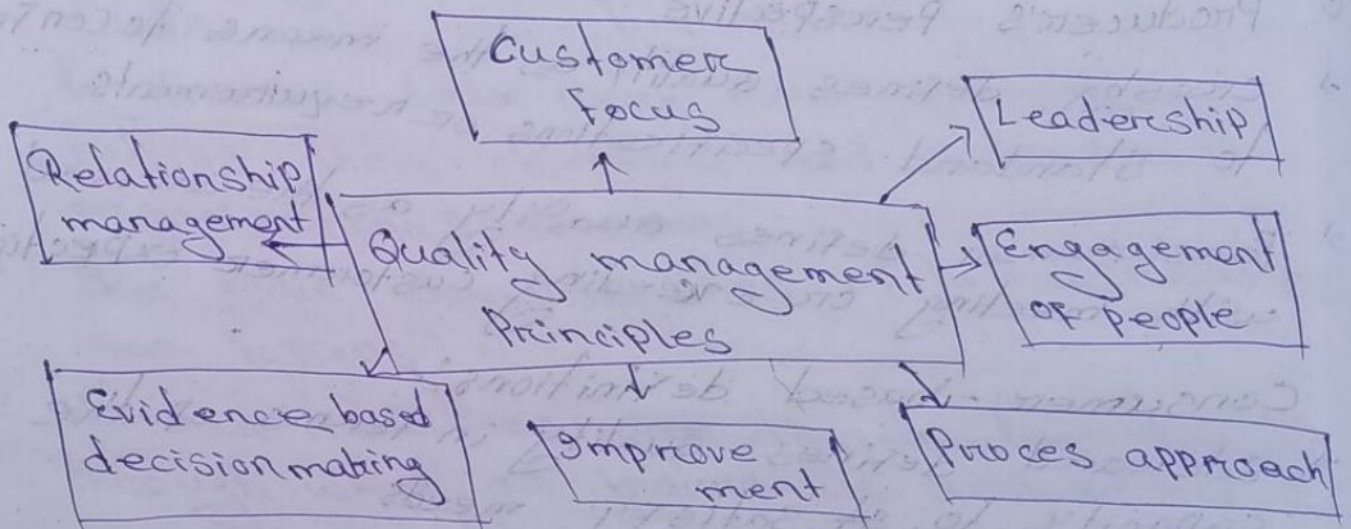 Customer
Focus
Leadership
Relationship
management
Quality management
Principles
Engagement
of people
Evidence based
decision making
Improve
ment
Proces approach